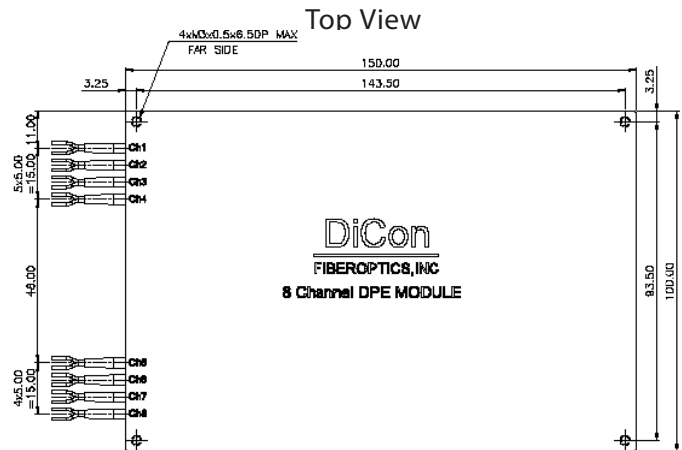 Top View
4xM3x0.5x6.5DP MAX
FAR SIDE
150.00
143.50
3.25
3.25
11.00
5x5.00
=15.00
48.00
4x5.00
=15.00
Ch1
Ch2
Ch3
Ch4
Ch5
Ch6
Ch7
Ch8
DiCon
FIBEROPTICS,INC
8 Channel DPE MODULE
93.50
100.00